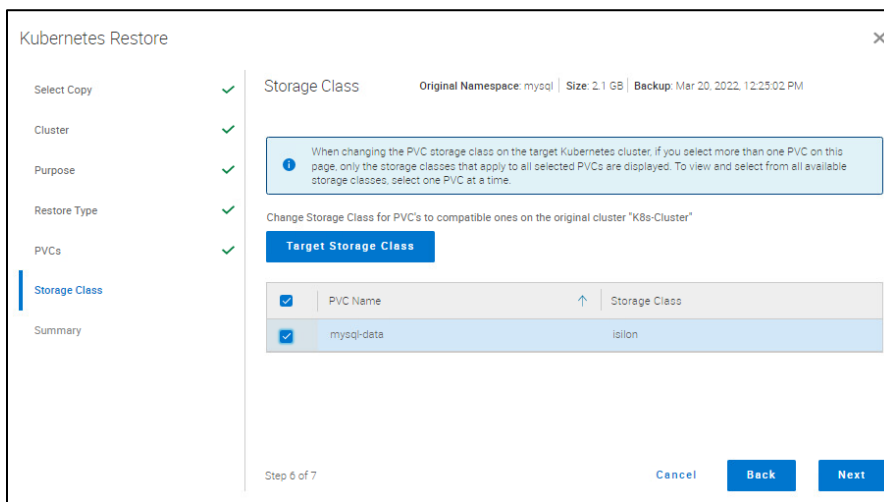 Kubernetes Restore
Select Copy
Cluster
Purpose
Restore Type
PVCs
Storage Class
Summary
Storage Class
Original Namespace: mysql | Size: 2.1 GB | Backup: Mar 20, 2022, 12:25:02 PM
When changing the PVC storage class on the target Kubernetes cluster, if you select more than one PVC on this
page, only the storage classes that apply to all selected PVCs are displayed. To view and select from all available
storage classes, select one PVC at a time.
Change Storage Class for PVC's to compatible ones on the original cluster "K8s-Cluster"
Target Storage Class
PVC Name Storage Class
mysql-data isilon
Step 6 of 7
Cancel Back Next